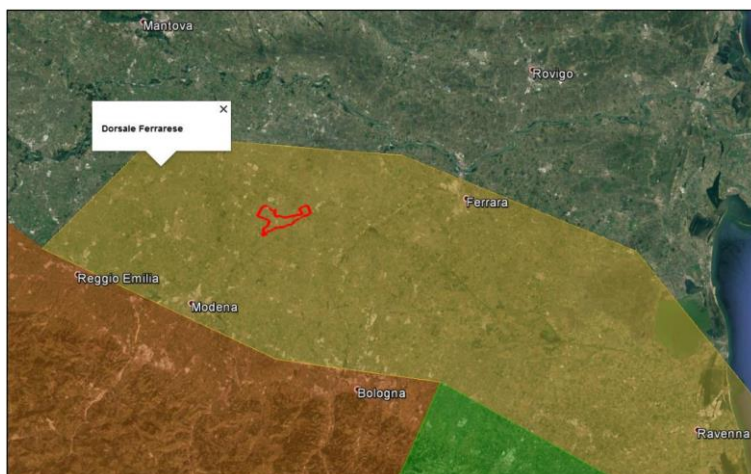 Mantova
Rovigo
×
Dorsale Ferrarese
Ferrara
Reggio Emilia
Modena
Bologna
Ravenna